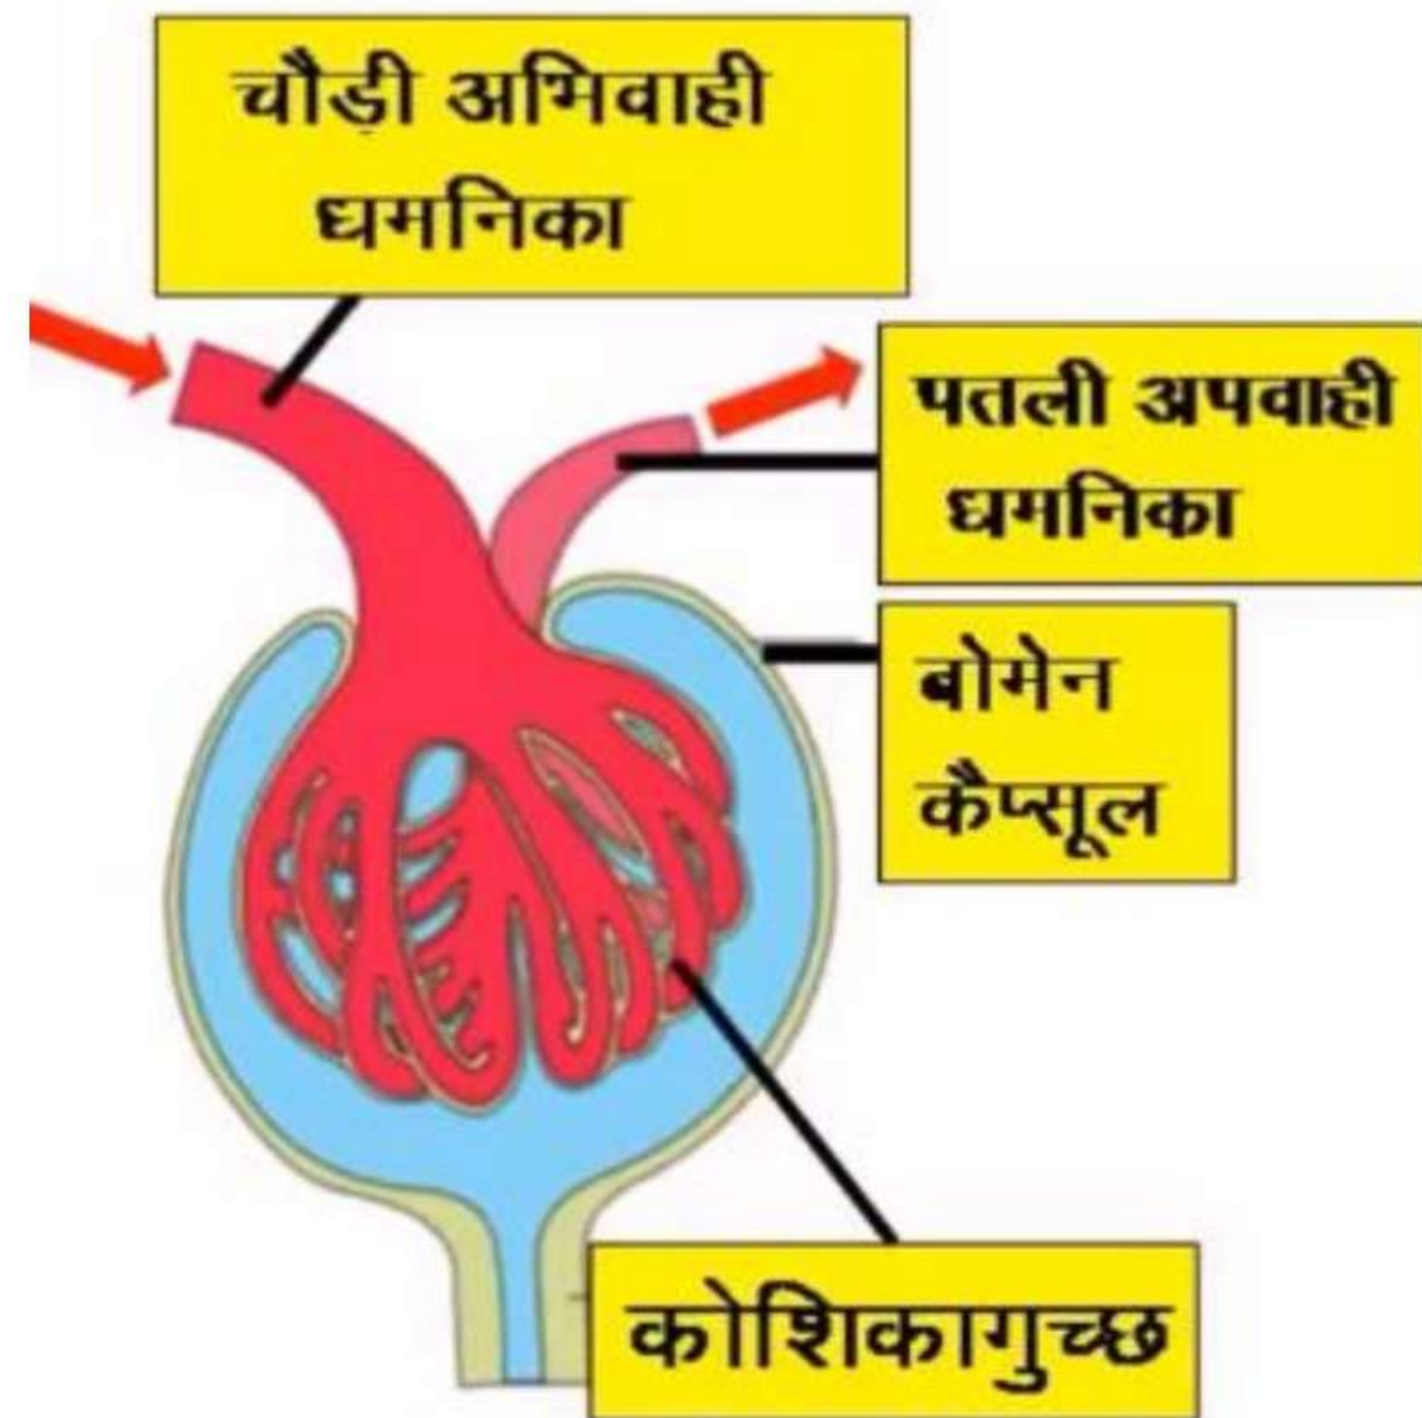 चौड़ी अभिवाही
धमनिका
पतली अपवाही
धमनिका
बोमेन
कैप्सूल
कोशिकागुच्छ